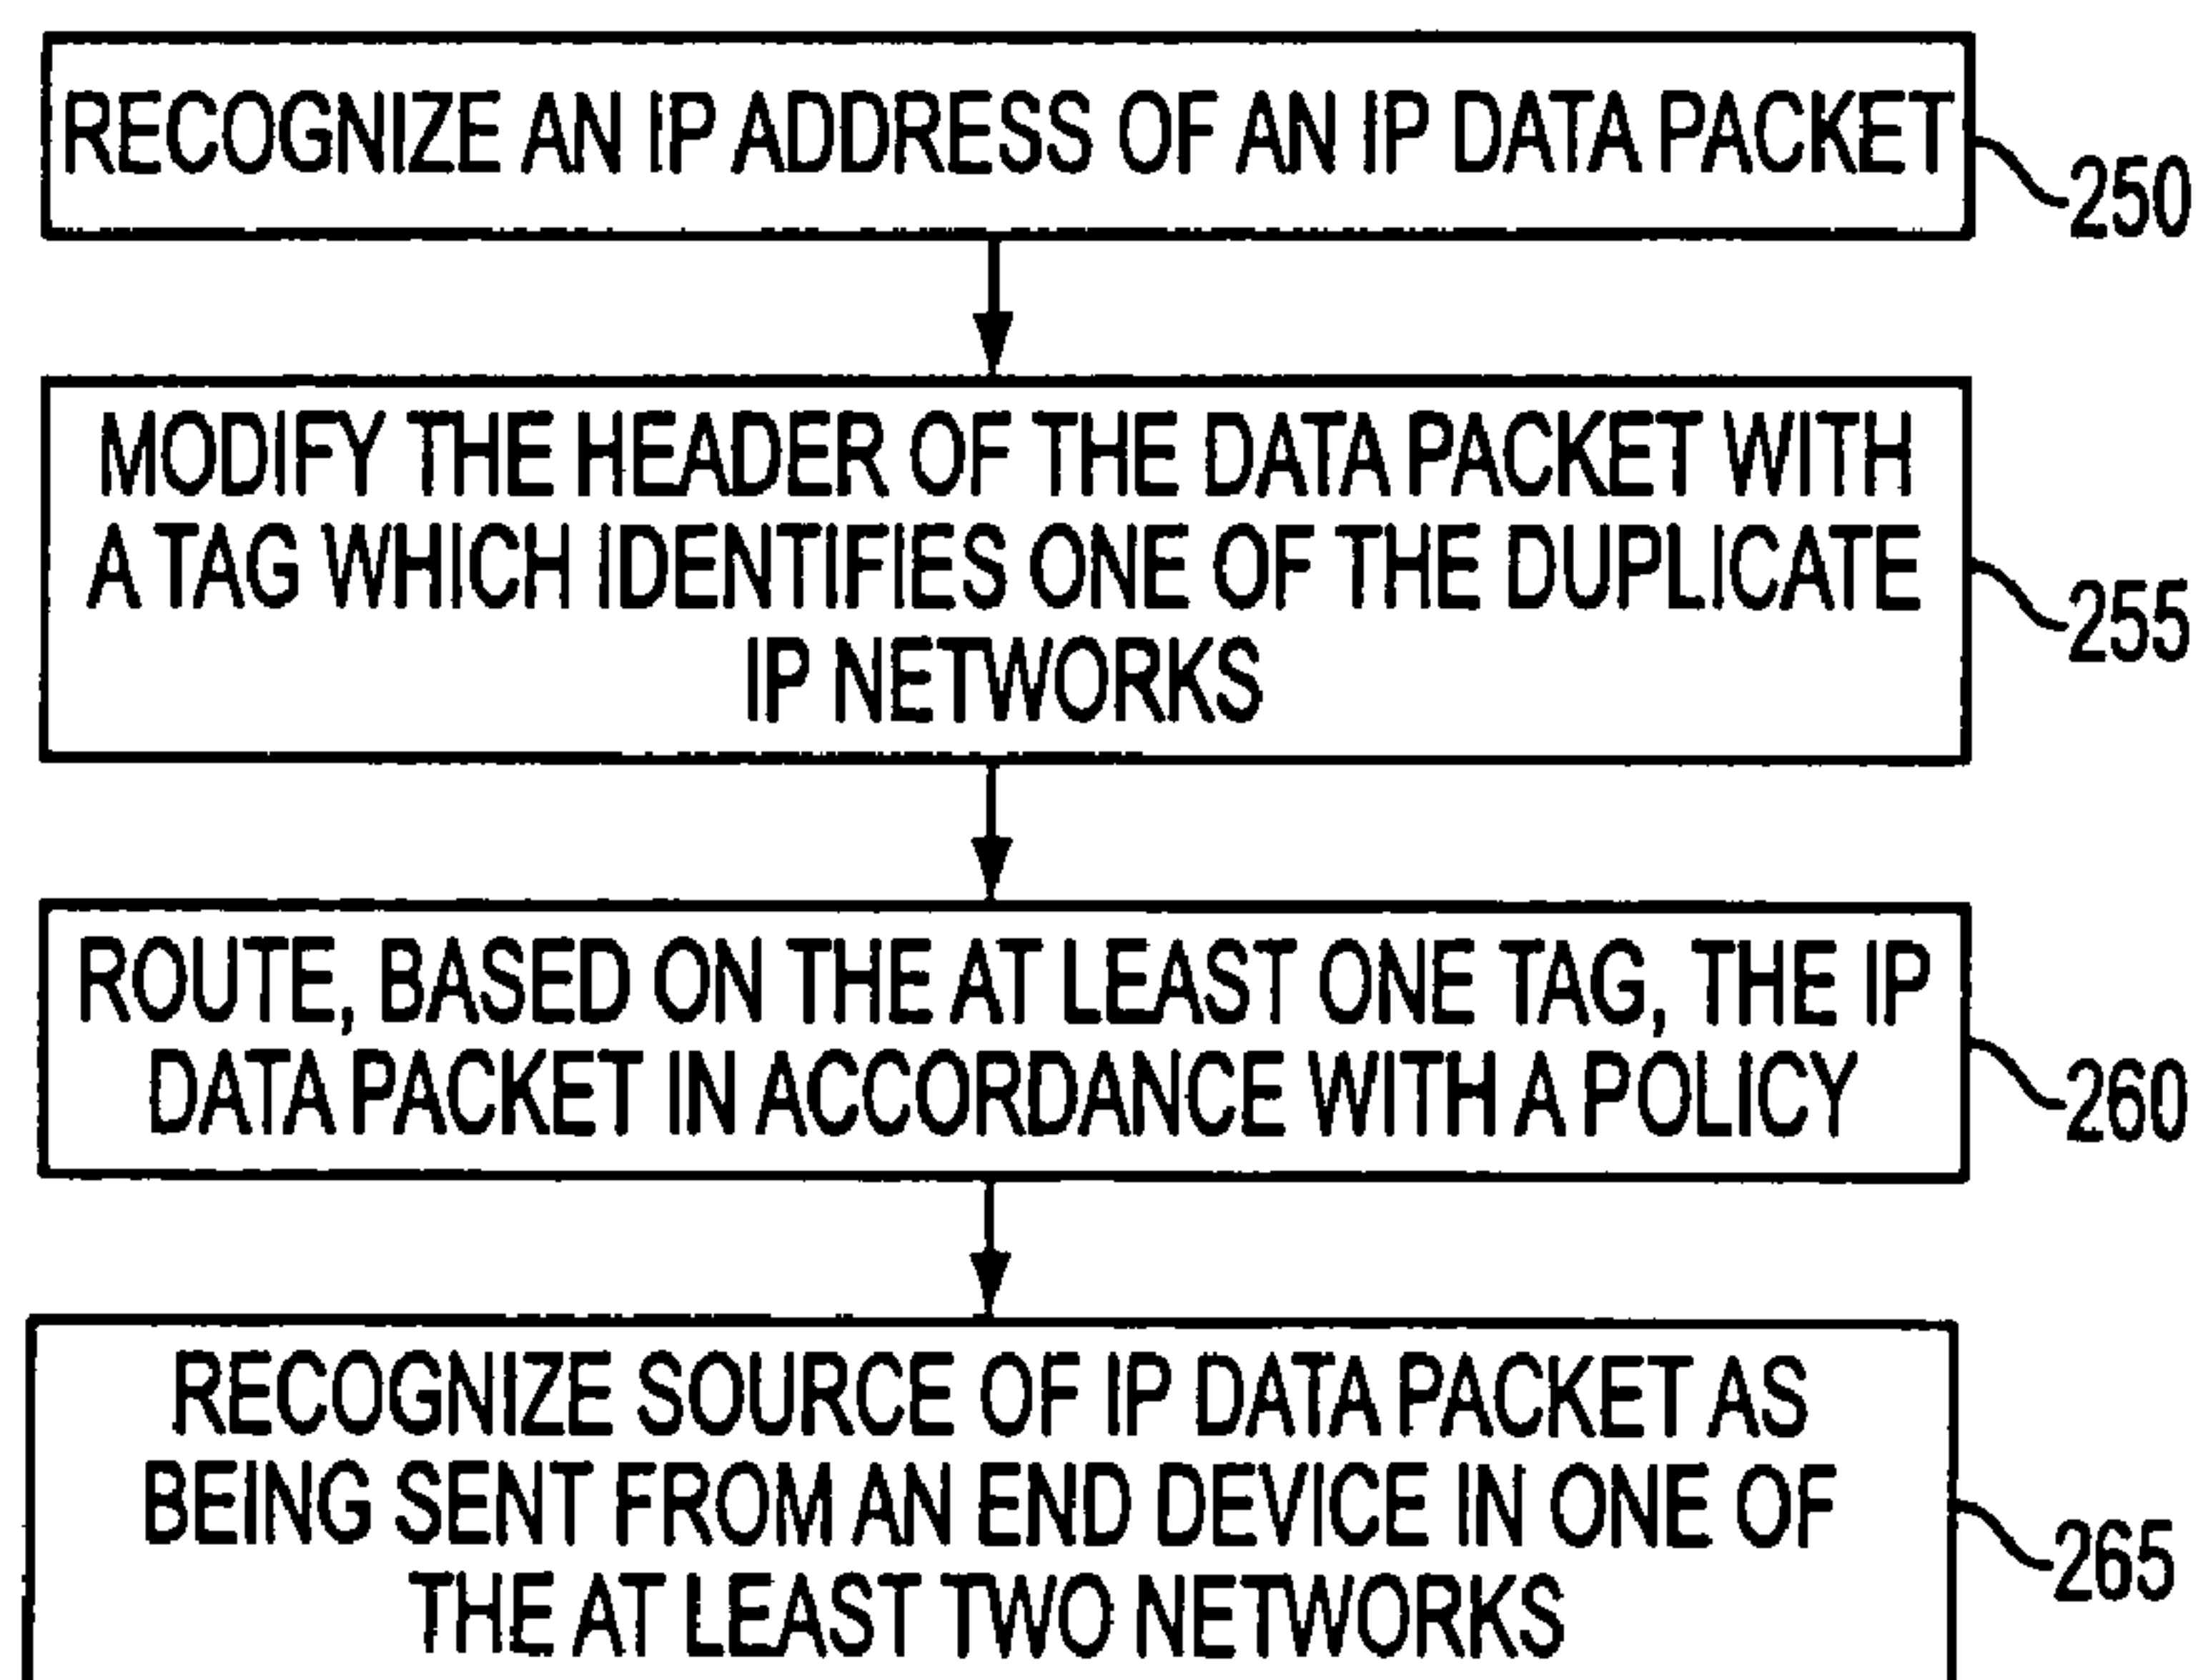 RECOGNIZE AN IP ADDRESS OF AN IP DATA PACKET
250
MODIFY THE HEADER OF THE DATA PACKET WITH
A TAG WHICH IDENTIFIES ONE OF THE DUPLICATE
IP NETWORKS
255
ROUTE, BASED ON THE AT LEAST ONE TAG, THE IP
DATA PACKET IN ACCORDANCE WITH A POLICY
260
RECOGNIZE SOURCE OF IP DATA PACKET AS
BEING SENT FROM AN END DEVICE IN ONE OF
THE AT LEAST TWO NETWORKS
265